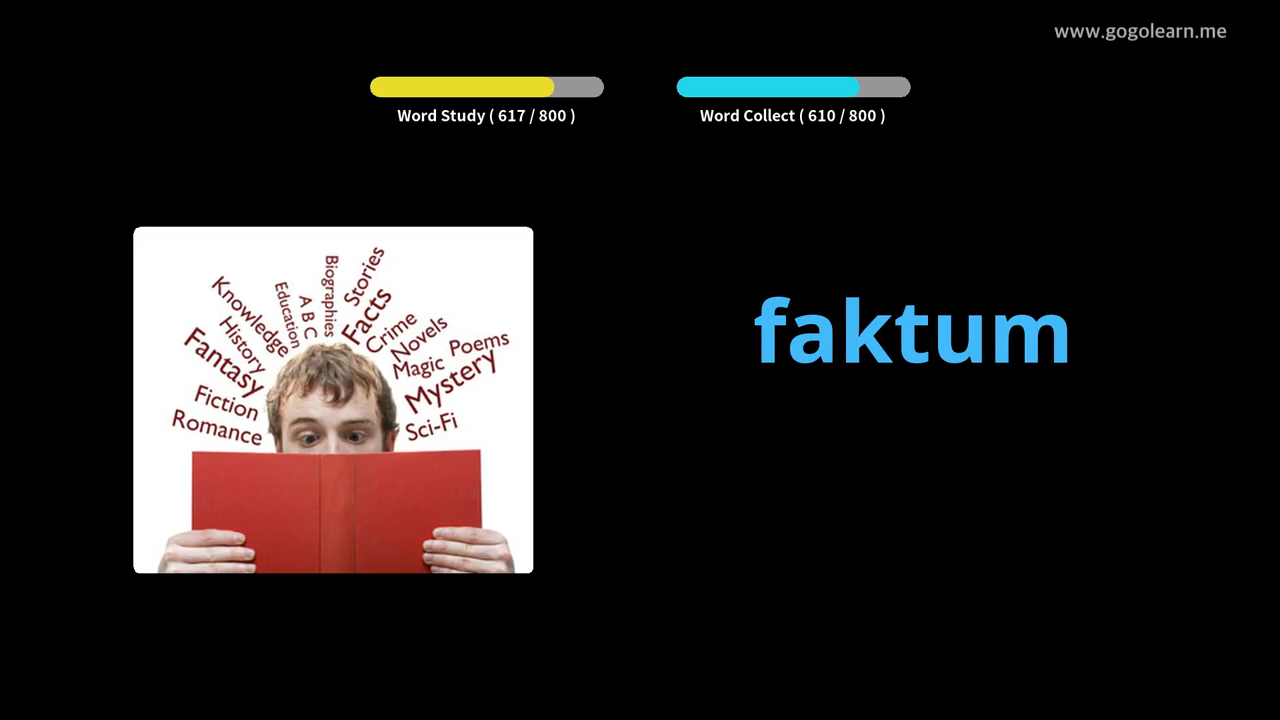 www.gogolearn.me
Word Study ( 617 / 800 )
Word Collect ( 610 / 800 )
faktum
Romance
Fiction
Fantasy
History
Knowledge
Education
A B C
Biographies
Stories
Facts
Crime
Novels
Magic
Poems
Mystery
Sci-Fi